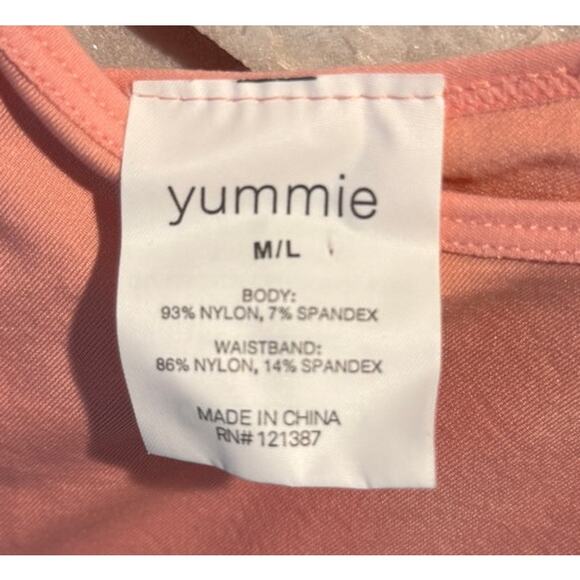 yummie
M/L
BODY:
93% NYLON, 7% SPANDEX
WAISTBAND:
86% NYLON, 14% SPANDEX
MADE IN CHINA
RN# 121387